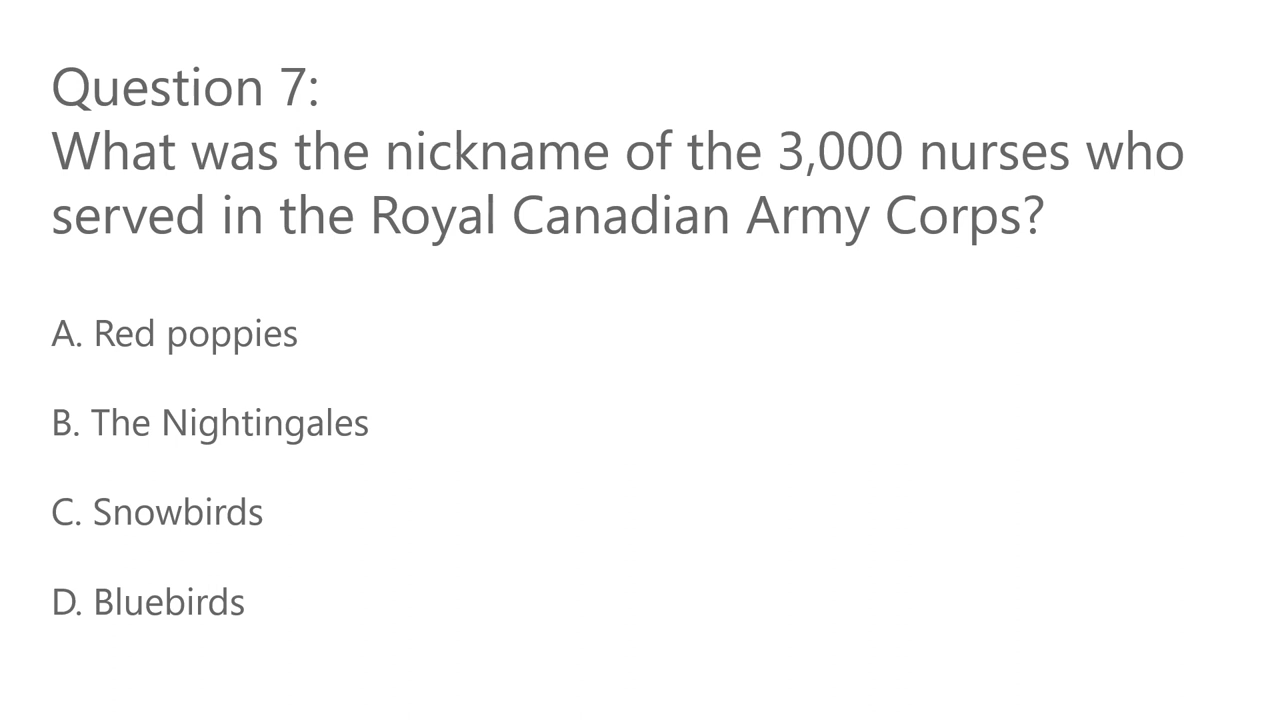 Question 7:
What was the nickname of the 3,000 nurses who
served in the Royal Canadian Army Corps?
A. Red poppies
B. The Nightingales
C. Snowbirds
D. Bluebirds